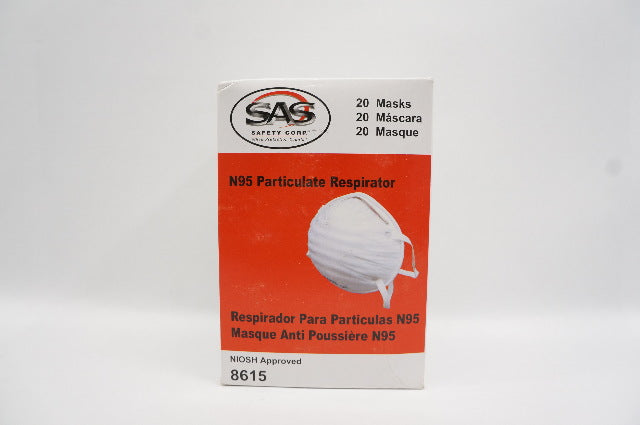 SAS
SAFETY CORP.
20 Masks
20 Máscara
20 Masque
N95 Particulate Respirator
Respirador Para Particulas N95
Masque Anti Poussière N95
NIOSH Approved
8615